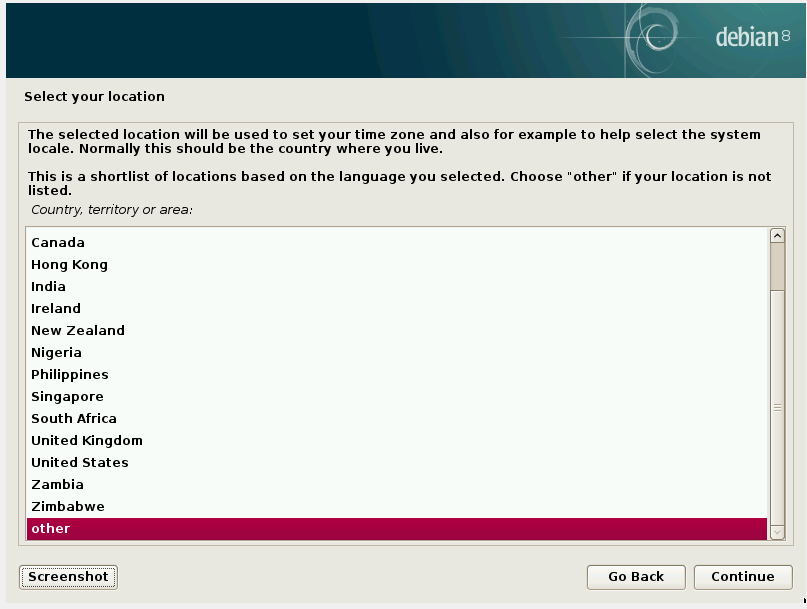 debian 8
Select your location
The selected location will be used to set your time zone and also for example to help select the system
locale. Normally this should be the country where you live.
This is a shortlist of locations based on the language you selected. Choose "other" if your location is not
listed.
Country, territory or area:
Canada
Hong Kong
India
Ireland
New Zealand
Nigeria
Philippines
Singapore
South Africa
United Kingdom
United States
Zambia
Zimbabwe
other
Screenshot
Go Back
Continue